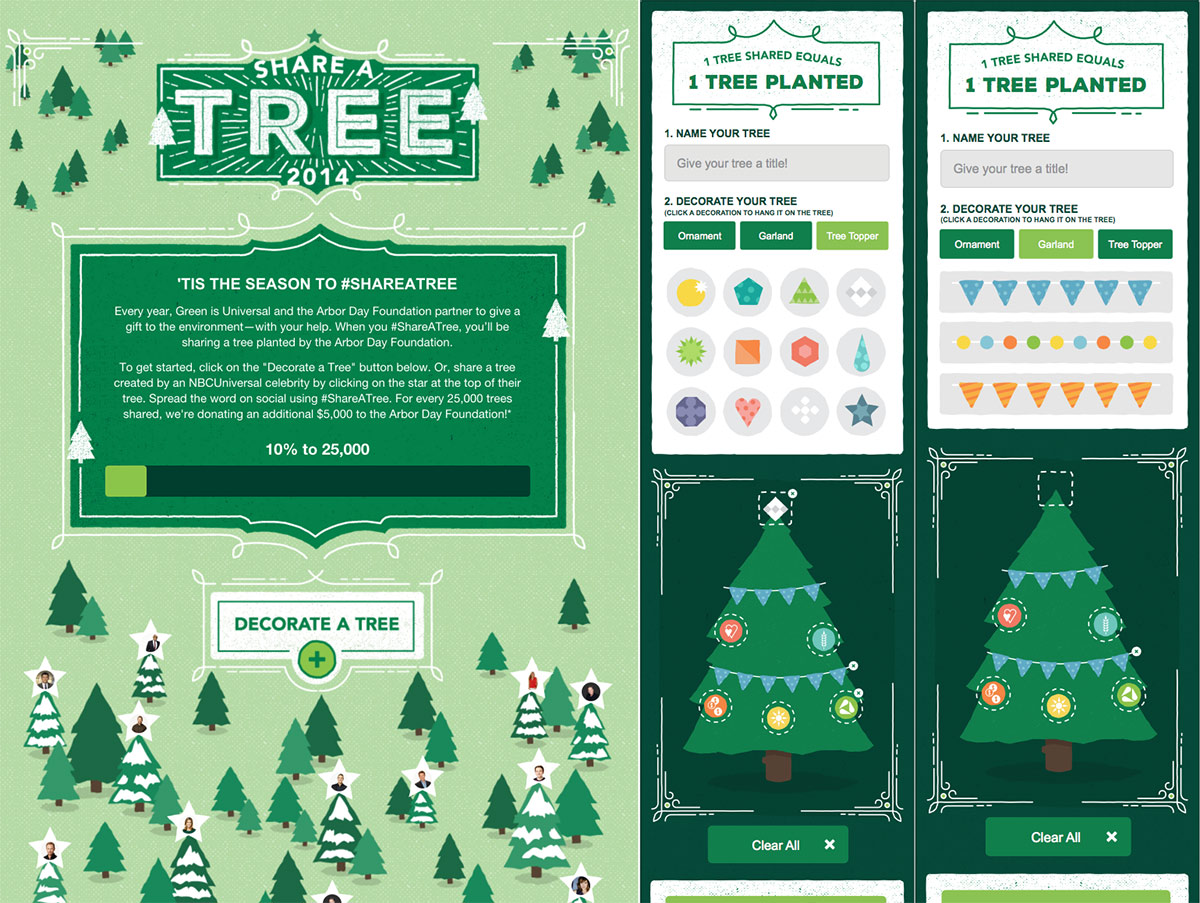 SHARE A
TREE
2014
'TIS THE SEASON TO #SHAREATREE
Every year, Green is Universal and the Arbor Day Foundation partner to give a
gift to the environment—with your help. When you #ShareATree, you'll be
sharing a tree planted by the Arbor Day Foundation.
To get started, click on the "Decorate a Tree" button below. Or, share a tree
created by an NBCUniversal celebrity by clicking on the star at the top of their
tree. Spread the word on social using #ShareATree. For every 25,000 trees
shared, we're donating an additional $5,000 to the Arbor Day Foundation!*
10% to 25,000
DECORATE A TREE
1 TREE SHARED EQUALS
1 TREE PLANTED
1. NAME YOUR TREE
Give your tree a title!
2. DECORATE YOUR TREE
(CLICK A DECORATION TO HANG IT ON THE TREE)
Ornament Garland Tree Topper
Clear All
1 TREE SHARED EQUALS
1 TREE PLANTED
1. NAME YOUR TREE
Give your tree a title!
2. DECORATE YOUR TREE
(CLICK A DECORATION TO HANG IT ON THE TREE)
Ornament Garland Tree Topper
Clear All